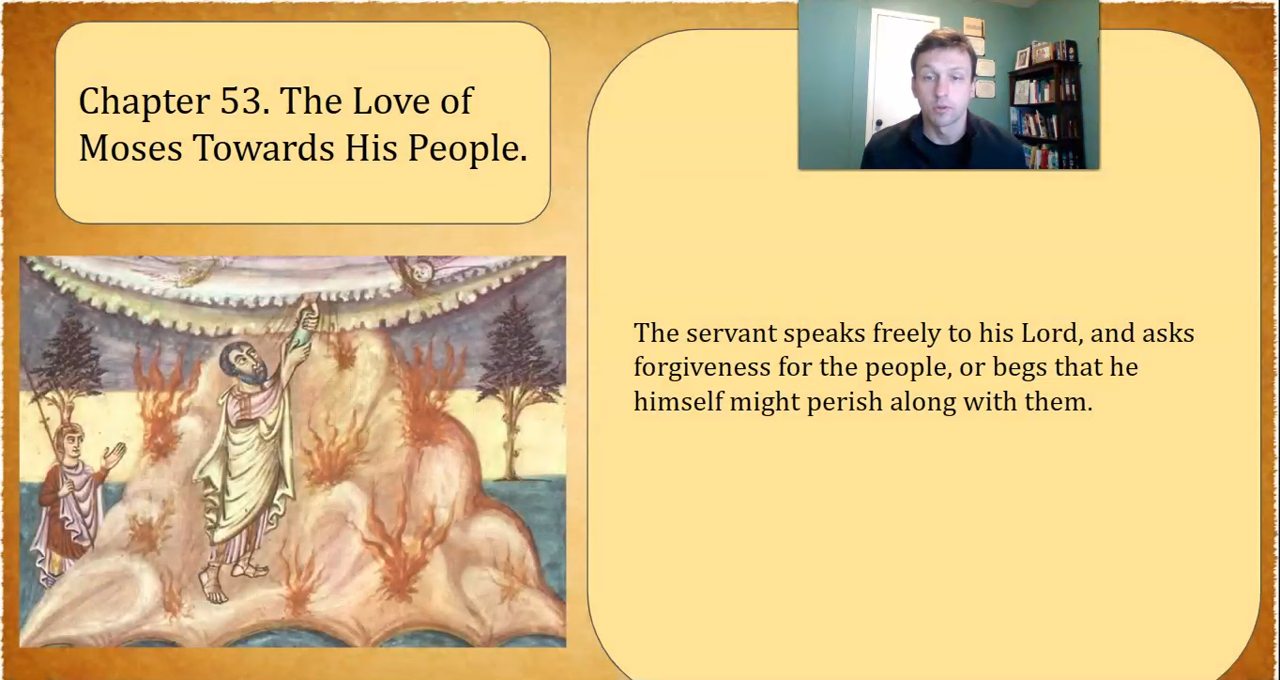 Chapter 53. The Love of
Moses Towards His People.
The servant speaks freely to his Lord, and asks
forgiveness for the people, or begs that he
himself might perish along with them.